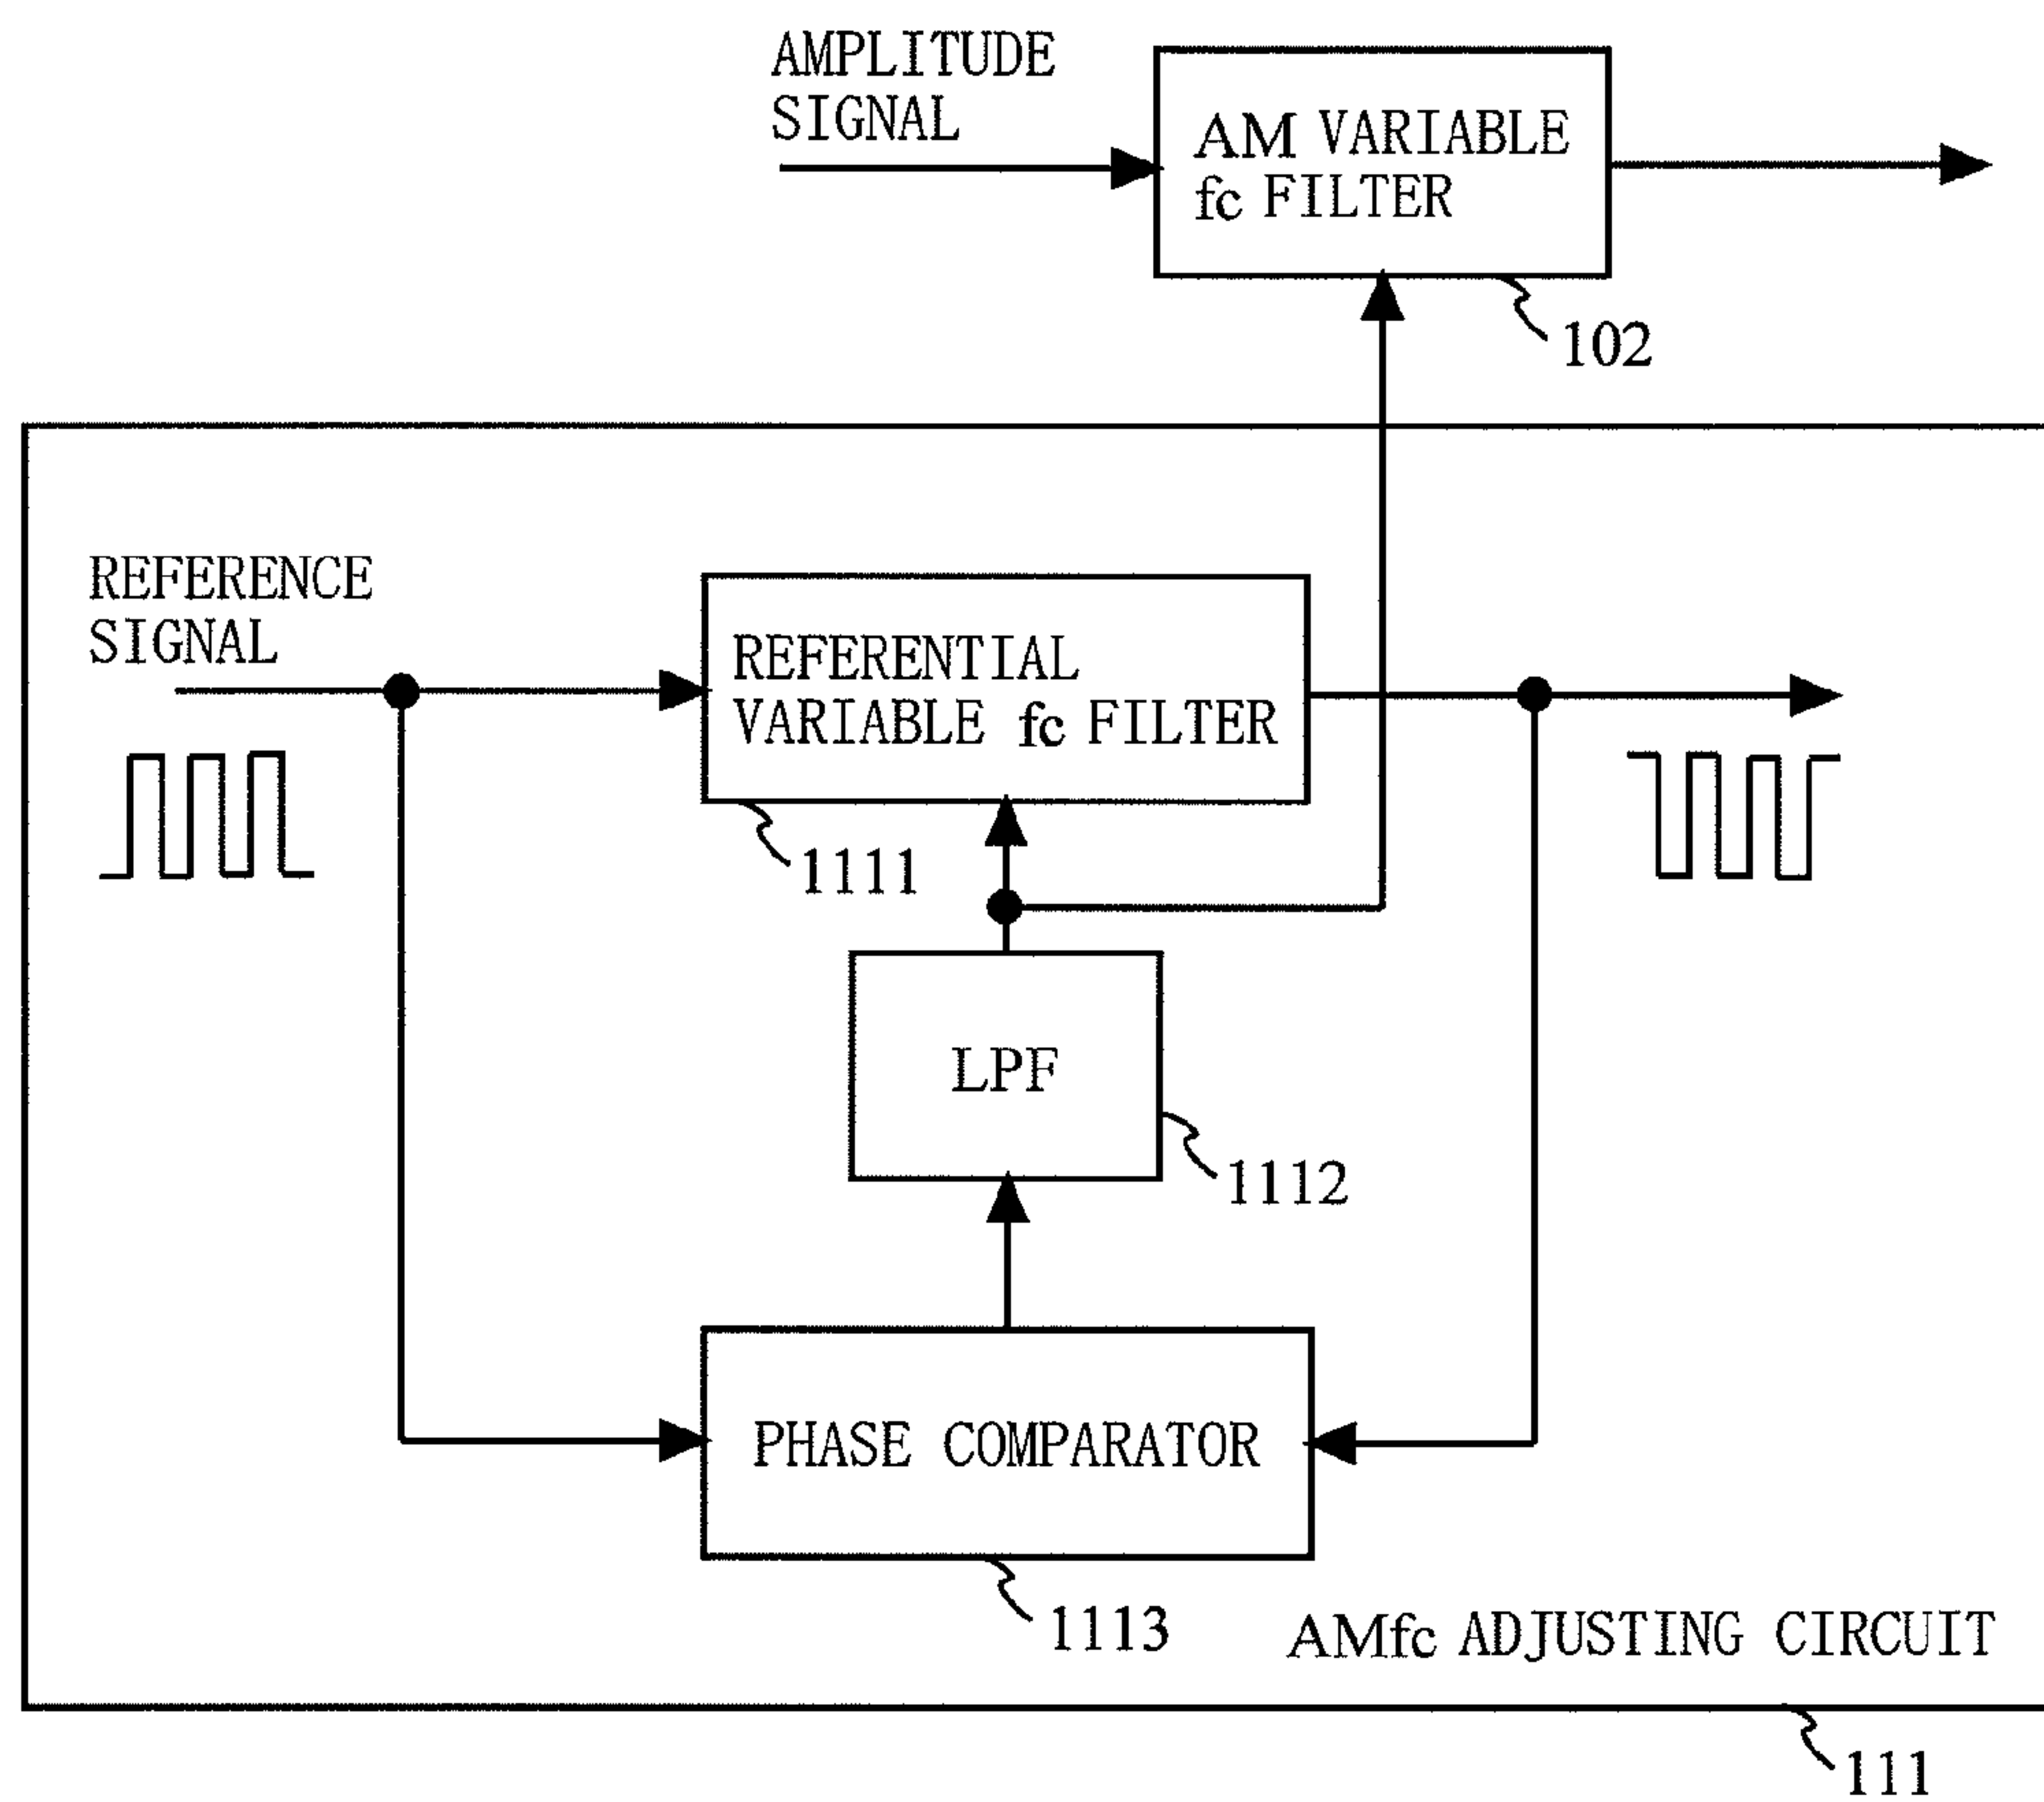 AMPLITUDE
SIGNAL
AM VARIABLE
fc FILTER
102
REFERENCE
SIGNAL
REFERENTIAL
VARIABLE fc FILTER
1111
LPF
1112
PHASE COMPARATOR
1113
AMfc ADJUSTING CIRCUIT
111